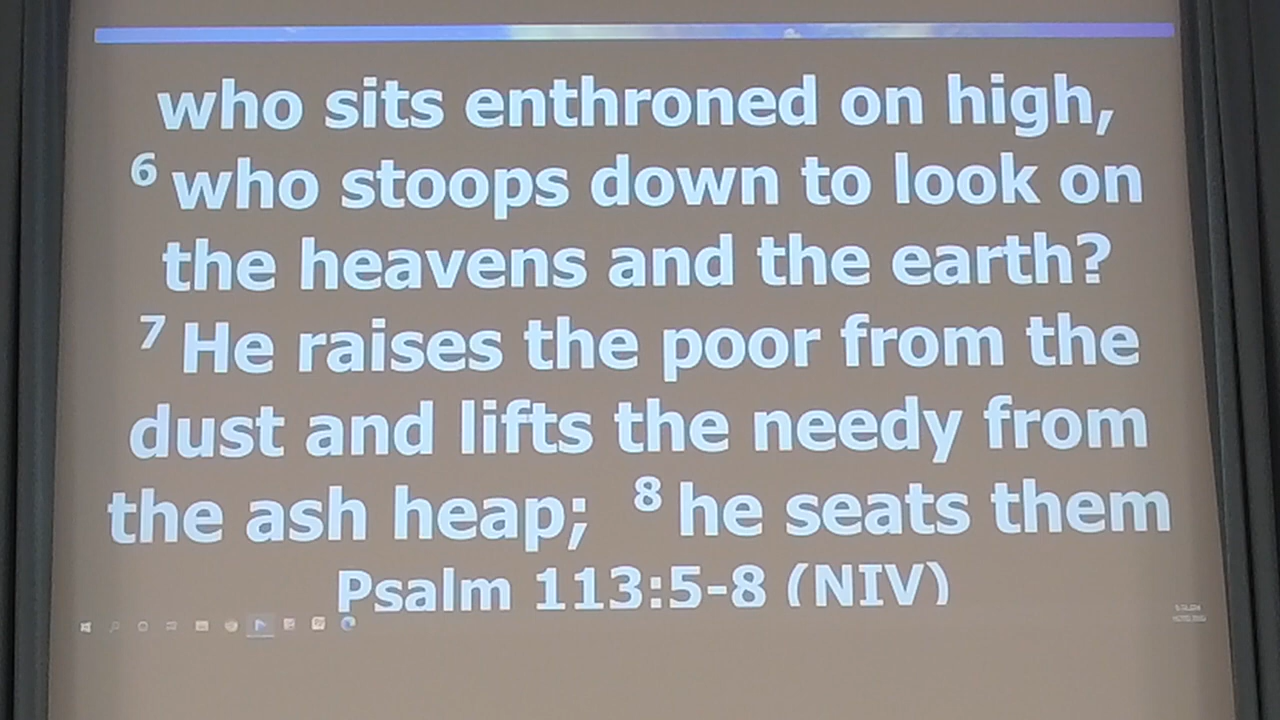 who sits enthroned on high,
6 who stoops down to look on
the heavens and the earth?
7 He raises the poor from the
dust and lifts the needy from
the ash heap; 8 he seats them
Psalm 113:5-8 (NIV)